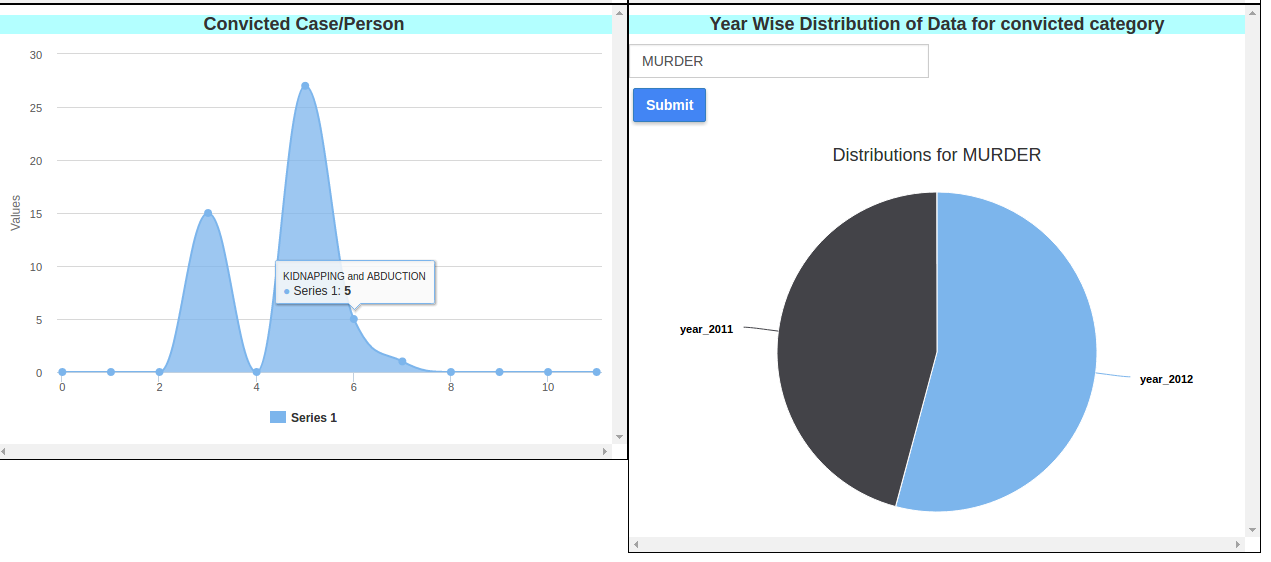 Convicted Case/Person
30
25
20
15
10
5
0
Values
KIDNAPPING and ABDUCTION
● Series 1: 5
0 2 4 6 8 10
Series 1
Year Wise Distribution of Data for convicted category
MURDER
Submit
Distributions for MURDER
year_2011
year_2012